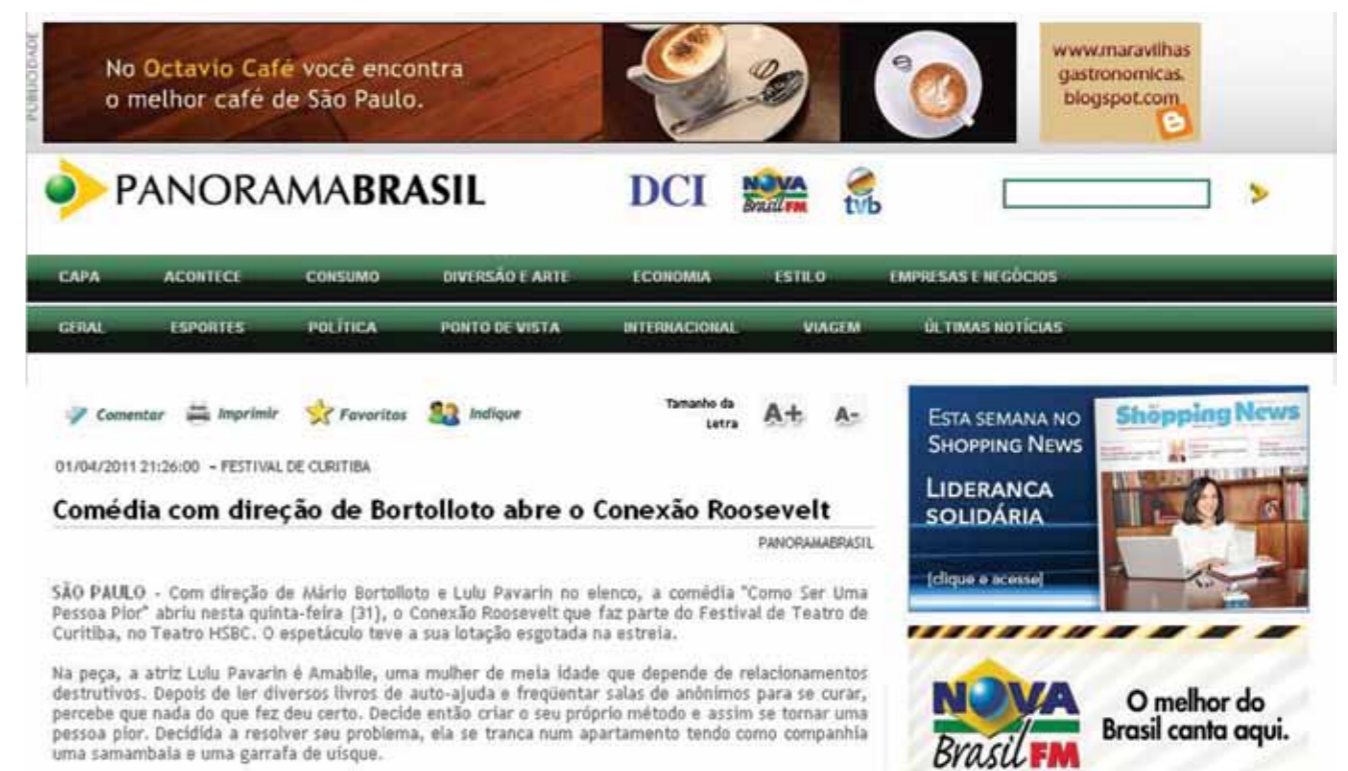 PUBLICIDADE
No Octavio Café você encontra
o melhor café de São Paulo.
www.maravilhas
gastronomicas.
blogspot.com
PANORAMABRASIL
DCI
NOVA
Brasil FM
tvb
CAPA ACONTECE CONSUMO DIVERSÃO E ARTE ECONOMIA ESTILO EMPRESAS E NEGÓCIOS
GERAL ESPORTES POLÍTICA PONTO DE VISTA INTERNACIONAL VIAGEM ÚLTIMAS NOTÍCIAS
Comentar Imprimir Favoritos Indique
Tamanho da
Letra
A+ A-
01/04/2011 21:26:00 - FESTIVAL DE CURITIBA
Comédia com direção de Bortolloto abre o Conexão Roosevelt
PANORAMABRASIL
SÃO PAULO - Com direção de Mário Bortolloto e Lulu Pavarin no elenco, a comédia "Como Ser Uma
Pessoa Pior" abriu nesta quinta-feira (31), o Conexão Roosevelt que faz parte do Festival de Teatro de
Curitiba, no Teatro HSBC. O espetáculo teve a sua lotação esgotada na estreia.
Na peça, a atriz Lulu Pavarin é Amabile, uma mulher de meia idade que depende de relacionamentos
destrutivos. Depois de ler diversos livros de auto-ajuda e freqüentar salas de anônimos para se curar,
percebe que nada do que fez deu certo. Decide então criar o seu próprio método e assim se tornar uma
pessoa pior. Decidida a resolver seu problema, ela se tranca num apartamento tendo como companhia
uma samambaia e uma garrafa de uísque.
ESTA SEMANA NO
SHOPPING NEWS
LIDERANCA
SOLIDÁRIA
[clique e acesse]
Shopping News
NOVA
Brasil FM
O melhor do
Brasil canta aqui.